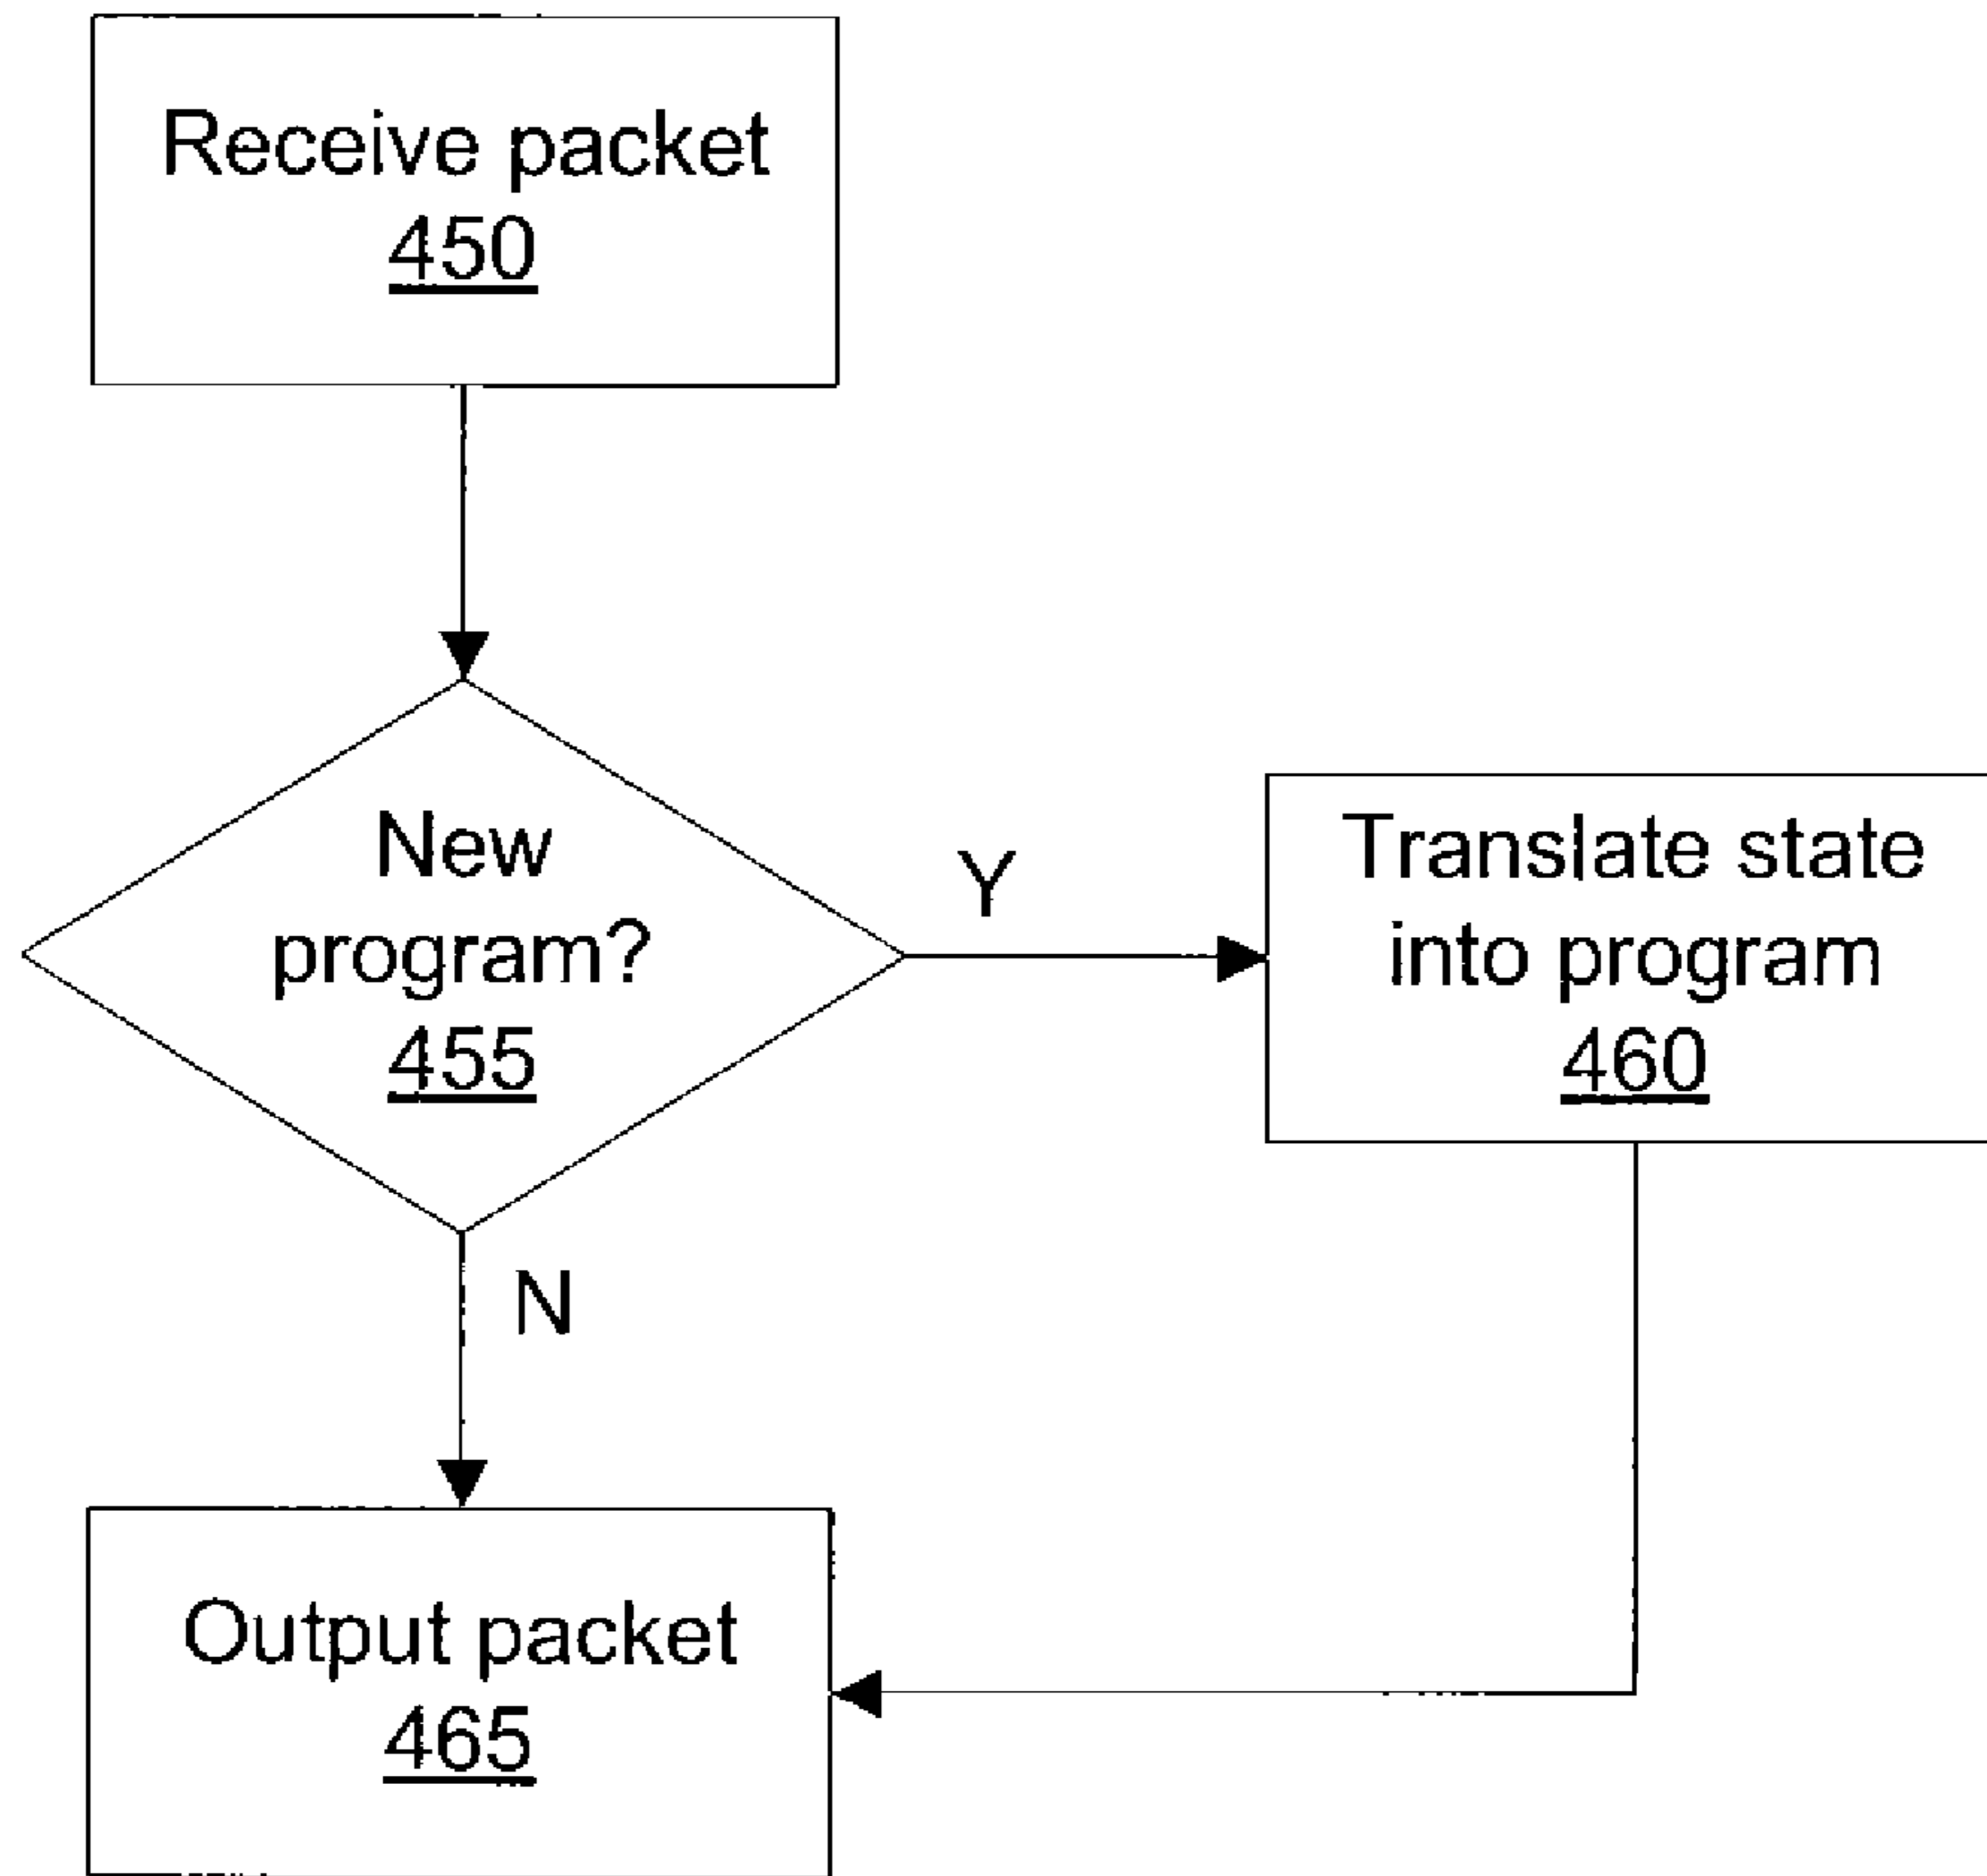 Receive packet
450
New
program?
455
Y
Translate state
into program
460
N
Output packet
465